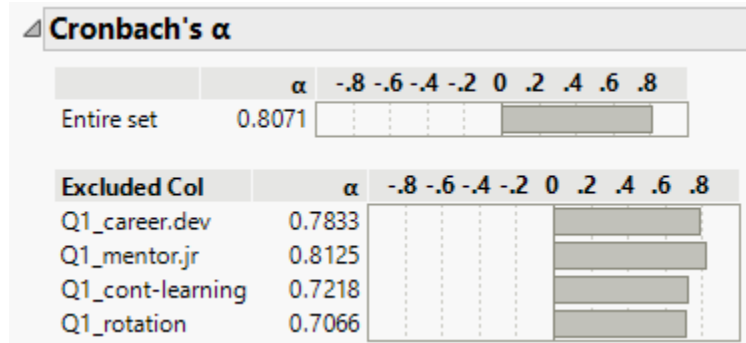 Cronbach's α
α -.8 -.6 -.4 -.2 0 .2 .4 .6 .8
Entire set 0.8071
Excluded Col α -.8 -.6 -.4 -.2 0 .2 .4 .6 .8
Q1_career.dev 0.7833
Q1_mentor.jr 0.8125
Q1_cont-learning 0.7218
Q1_rotation 0.7066